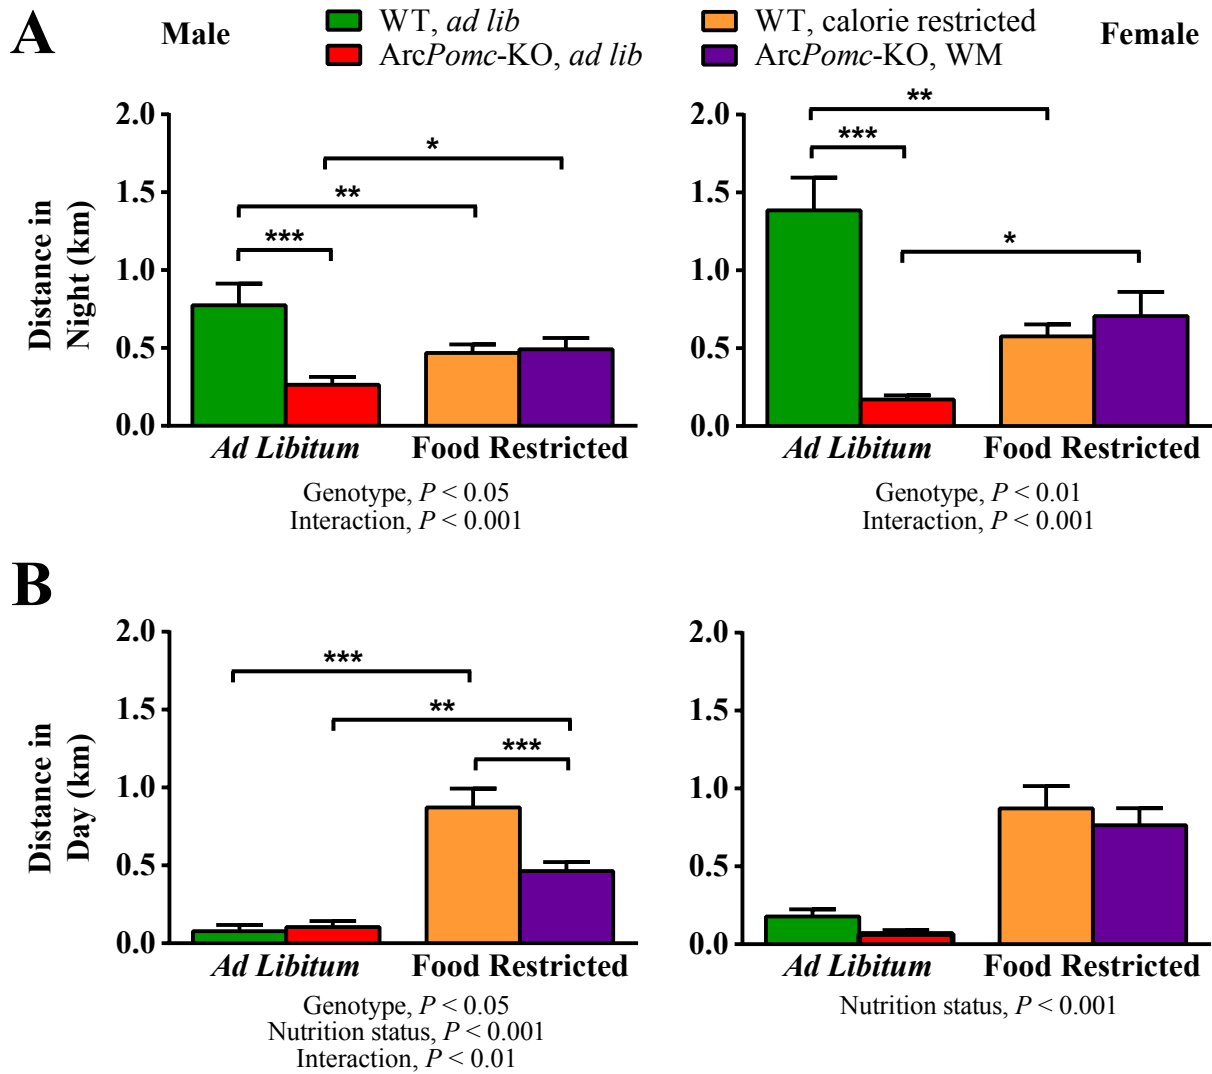 A
Male
WT, ad lib
WT, calorie restricted
ArcPomc-KO, ad lib
ArcPomc-KO, WM
Female
Distance in
Night (km)
2.0
1.5
1.0
0.5
0.0
***
**
*
Ad Libitum
Food Restricted
Genotype, P < 0.05
Interaction, P < 0.001
2.0
1.5
1.0
0.5
0.0
**
***
*
Ad Libitum
Food Restricted
Genotype, P < 0.01
Interaction, P < 0.001
B
Distance in
Day (km)
2.0
1.5
1.0
0.5
0.0
***
**
***
Ad Libitum
Food Restricted
Genotype, P < 0.05
Nutrition status, P < 0.001
Interaction, P < 0.01
2.0
1.5
1.0
0.5
0.0
Ad Libitum
Food Restricted
Nutrition status, P < 0.001